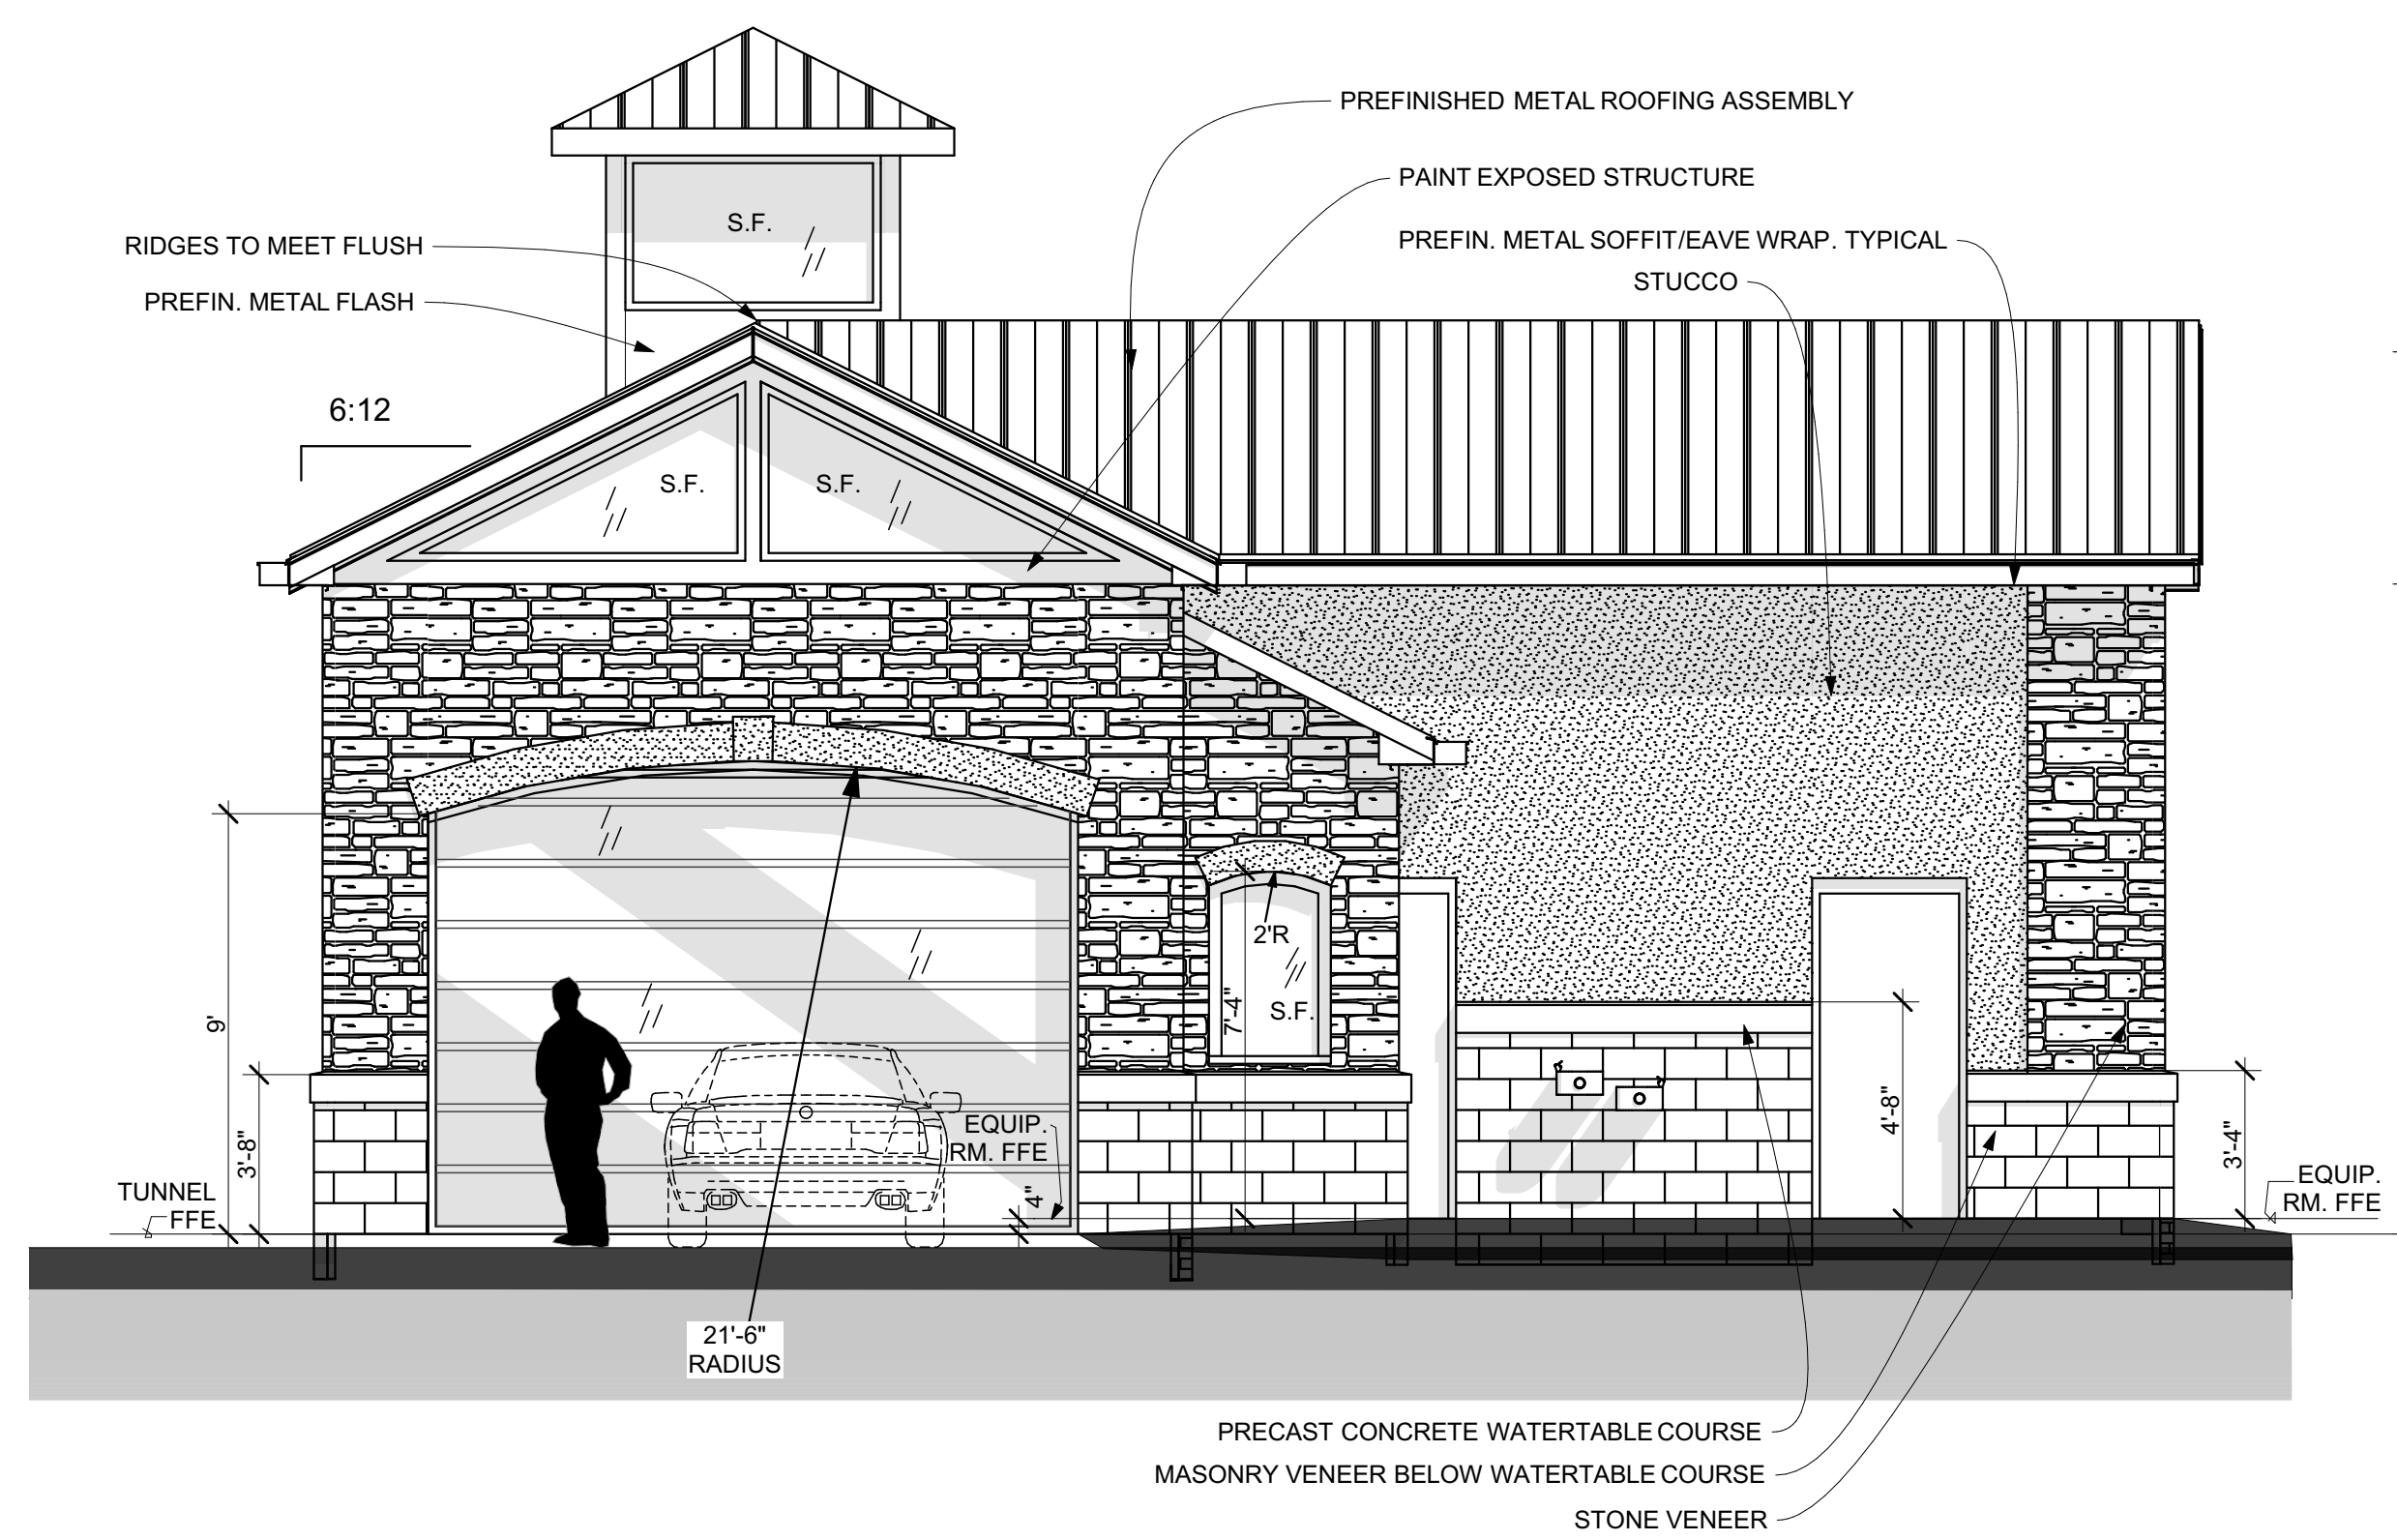 PREFINISHED METAL ROOFING ASSEMBLY
PAINT EXPOSED STRUCTURE
S.F.
PREFIN. METAL SOFFIT/EAVE WRAP. TYPICAL
RIDGES TO MEET FLUSH
STUCCO
PREFIN. METAL FLASH
6:12
S.F.
S.F.
2'R
7'-4"
S.F.
9'
3'-8"
EQUIP.
RM. FFE
4"
4'-8"
3'-4"
TUNNEL
FFE
EQUIP.
RM. FFE
21'-6"
RADIUS
PRECAST CONCRETE WATERTABLE COURSE
MASONRY VENEER BELOW WATERTABLE COURSE
STONE VENEER